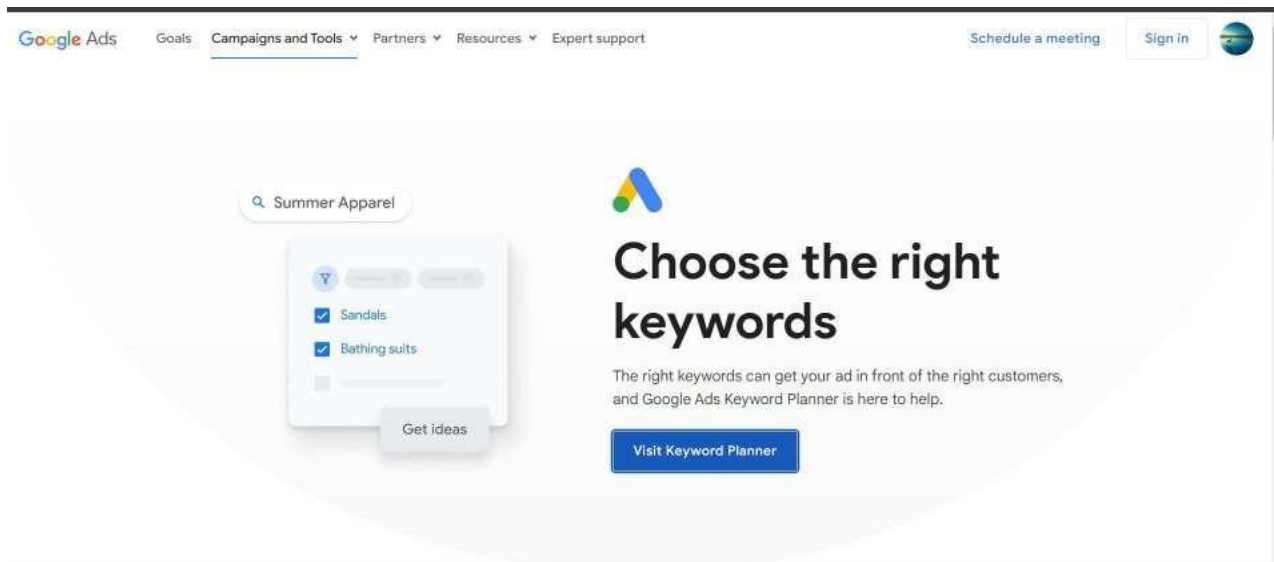 Google Ads
Goals
Campaigns and Tools
Partners
Resources
Expert support
Schedule a meeting
Sign in
Summer Apparel
Sandals
Bathing suits
Get ideas
Choose the right
keywords
The right keywords can get your ad in front of the right customers,
and Google Ads Keyword Planner is here to help.
Visit Keyword Planner